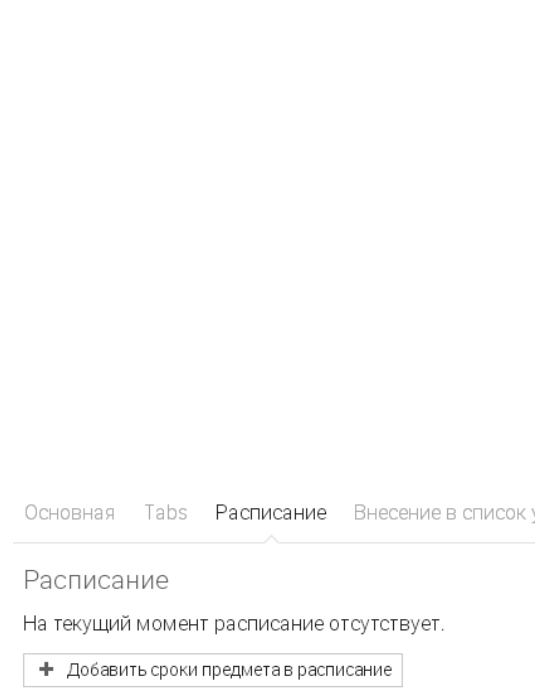 Основная Tabs Расписание Внесение в список
Расписание
На текущий момент расписание отсутствует.
Добавить сроки предмета в расписание